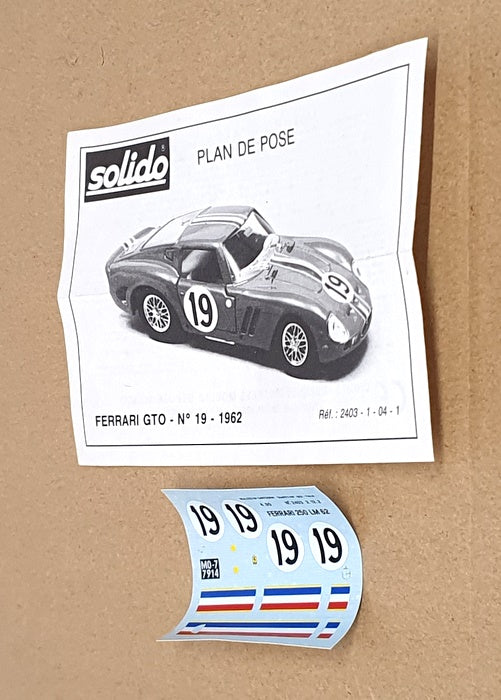 solido®
PLAN DE POSE
19
19
FERRARI GTO - N° 19 - 1962
Réf. : 2403 - 1 - 04 - 1
FERRARI 250 LM 62
19 19
19 19
MO-7
7914